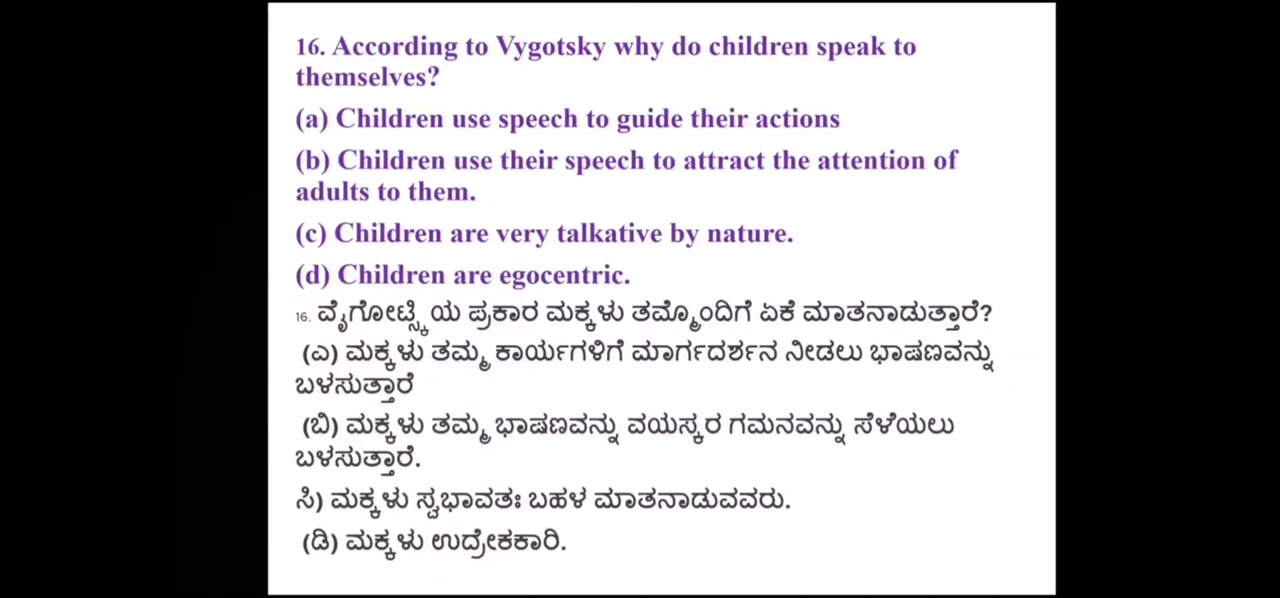 16. According to Vygotsky why do children speak to
themselves?
(a) Children use speech to guide their actions
(b) Children use their speech to attract the attention of
adults to them.
(c) Children are very talkative by nature.
(d) Children are egocentric.
16. ವೈಗೋಟ್ಸ್ಕಿಯ ಪ್ರಕಾರ ಮಕ್ಕಳು ತಮ್ಮೊಂದಿಗೆ ಏಕೆ ಮಾತನಾಡುತ್ತಾರೆ?
(ಎ) ಮಕ್ಕಳು ತಮ್ಮ ಕಾರ್ಯಗಳಿಗೆ ಮಾರ್ಗದರ್ಶನ ನೀಡಲು ಭಾಷಣವನ್ನು
ಬಳಸುತ್ತಾರೆ
(ಬಿ) ಮಕ್ಕಳು ತಮ್ಮ ಭಾಷಣವನ್ನು ವಯಸ್ಕರ ಗಮನವನ್ನು ಸೆಳೆಯಲು
ಬಳಸುತ್ತಾರೆ.
ಸಿ) ಮಕ್ಕಳು ಸ್ವಭಾವತಃ ಬಹಳ ಮಾತನಾಡುವವರು.
(ಡಿ) ಮಕ್ಕಳು ಉದ್ರೇಕಕಾರಿ.